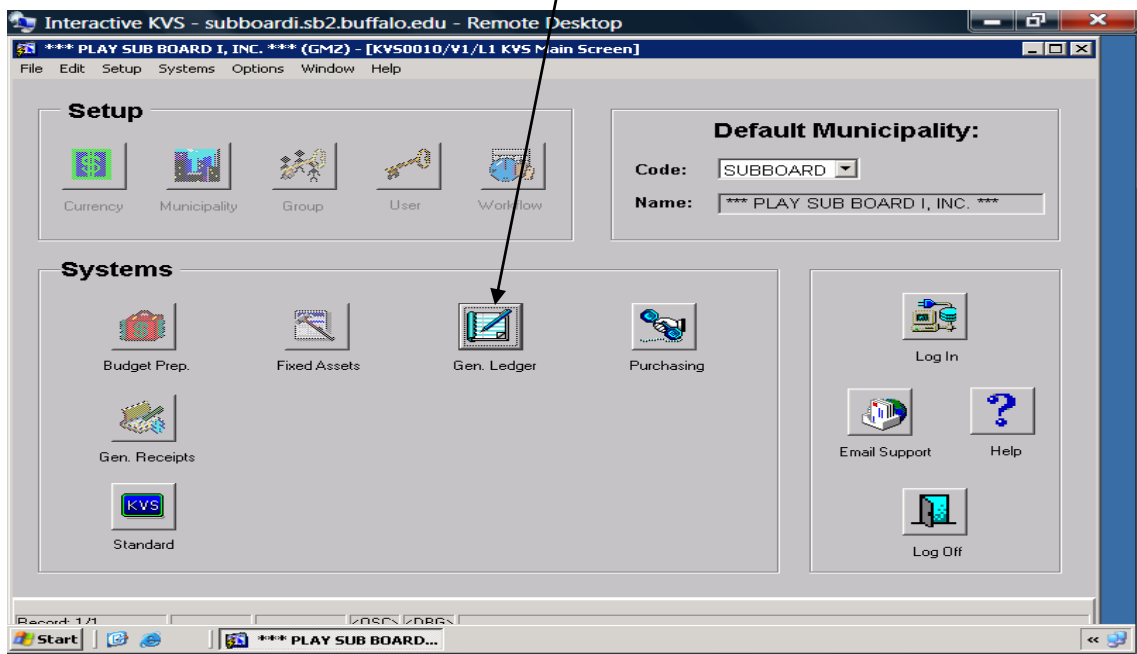 Interactive KVS - subboardi.sb2.buffalo.edu - Remote Desktop
*** PLAY SUB BOARD I, INC. *** (GMZ) - [KVS0010/V1/L1 KVS Main Screen]
File Edit Setup Systems Options Window Help
Setup
Currency Municipality Group User Workflow
Default Municipality:
Code: SUBBOARD
Name: *** PLAY SUB BOARD I, INC. ***
Systems
Budget Prep. Fixed Assets Gen. Ledger Purchasing
Gen. Receipts
KVS
Standard
Log In
Email Support Help
Log Off
Record: 1/1 <OSC> <DBG>
Start *** PLAY SUB BOARD... «